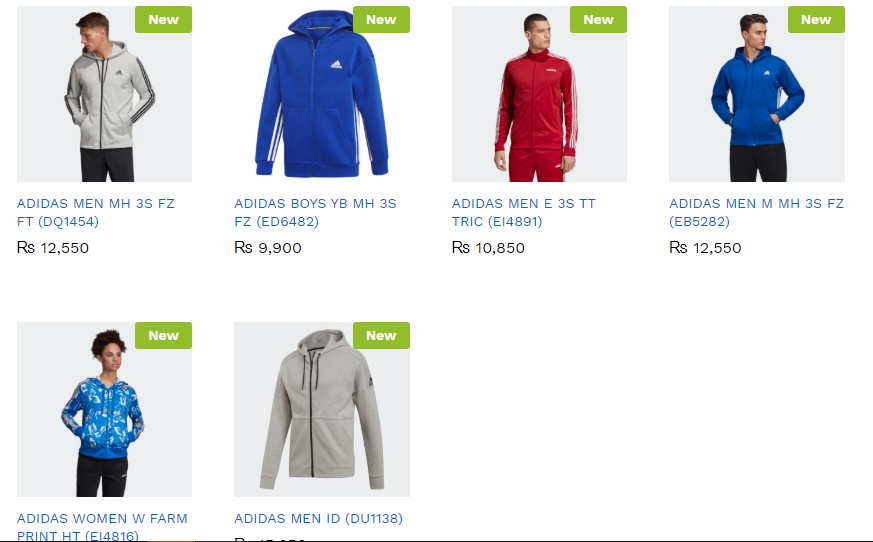 New
New
New
New
ADIDAS MEN MH 3S FZ
FT (DQ1454)
₨ 12,550
ADIDAS BOYS YB MH 3S
FZ (ED6482)
₨ 9,900
ADIDAS MEN E 3S TT
TRIC (EI4891)
₨ 10,850
ADIDAS MEN M MH 3S FZ
(EB5282)
₨ 12,550
New
New
ADIDAS WOMEN W FARM
PRINT HT (EI4816)
ADIDAS MEN ID (DU1138)